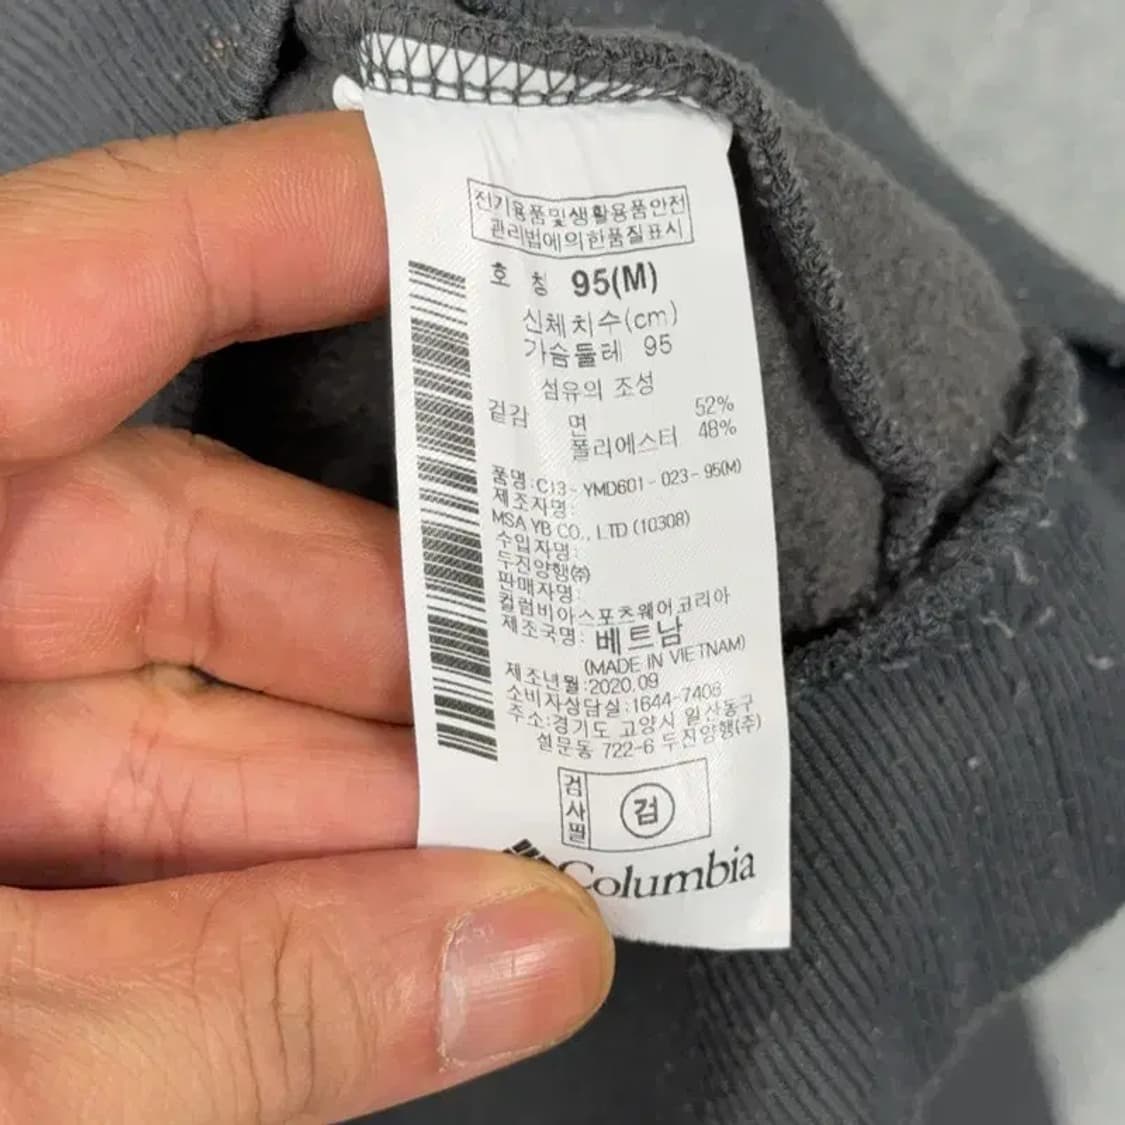 전기용품및생활용품안전
관리법에의한품질표시
호 칭 95(M)
신체치수(cm)
가슴둘레 95
섬유의 조성
겉감 면 52%
폴리에스터 48%
품명:C13-YMD601-023-95(M)
제조자명:
MSA YB CO., LTD (10308)
수입자명:
두진양행(주)
판매자명:
컬럼비아스포츠웨어코리아
제조국명: 베트남
(MADE IN VIETNAM)
제조년월:2020.09
소비자상담실:1644-7408
주소:경기도 고양시 일산동구
설문동 722-6 두진양행(주)
검사필 검
Columbia